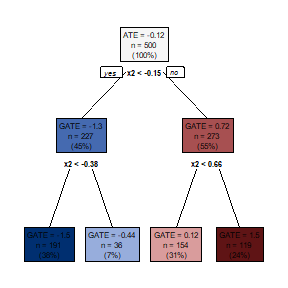 ATE = -0.12
n = 500
(100%)
yes x2 < -0.15 no
GATE = -1.3
n = 227
(45%)
GATE = 0.72
n = 273
(55%)
x2 < -0.38
x2 < 0.66
GATE = -1.5
n = 191
(38%)
GATE = -0.44
n = 36
(7%)
GATE = 0.12
n = 154
(31%)
GATE = 1.5
n = 119
(24%)